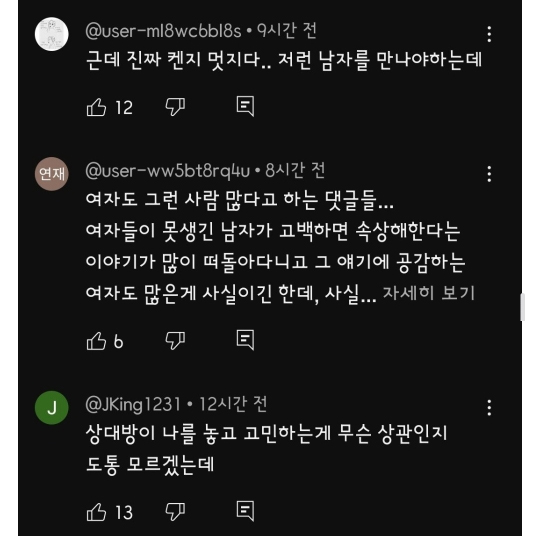 @user-ml8wc6bl8s • 9시간 전
근데 진짜 켄지 멋지다.. 저런 남자를 만나야하는데
12
연재
@user-ww5bt8rq4u • 8시간 전
여자도 그런 사람 많다고 하는 댓글들...
여자들이 못생긴 남자가 고백하면 속상해한다는
이야기가 많이 떠돌아다니고 그 얘기에 공감하는
여자도 많은게 사실이긴 한데, 사실... 자세히 보기
6
J
@JKing1231 • 12시간 전
상대방이 나를 놓고 고민하는게 무슨 상관인지
도통 모르겠는데
13